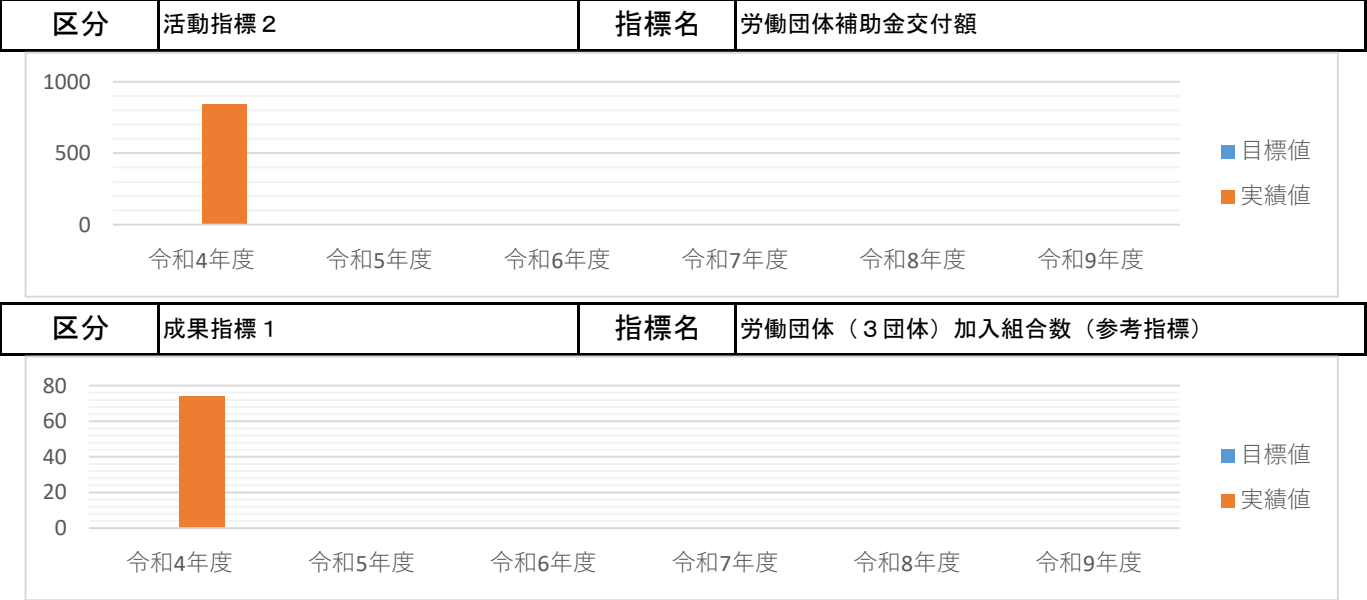 区分 活動指標２ 指標名 労働団体補助金交付額
1000
500
0
令和4年度 令和5年度 令和6年度 令和7年度 令和8年度 令和9年度
目標値
実績値
区分 成果指標１ 指標名 労働団体（３団体）加入組合数（参考指標）
80
60
40
20
0
令和4年度 令和5年度 令和6年度 令和7年度 令和8年度 令和9年度
目標値
実績値